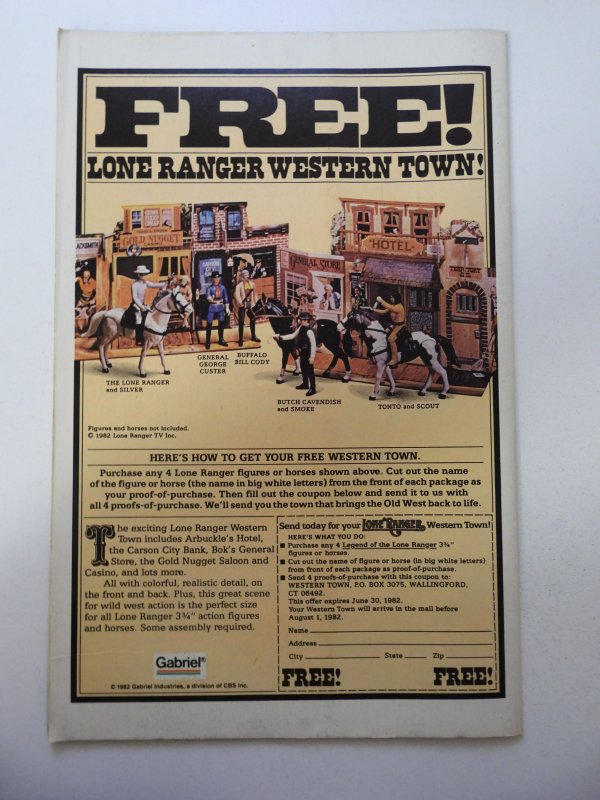 FREE!
LONE RANGER WESTERN TOWN!
GOLD NUGGET
HOTEL
GENERAL STORE
THE LONE RANGER
and SILVER
GENERAL
GEORGE
CUSTER
BUFFALO
BILL CODY
BUTCH CAVENDISH
and SMOKE
TONTO and SCOUT
Figures and horses not included.
© 1982 Lone Ranger TV Inc.
HERE'S HOW TO GET YOUR FREE WESTERN TOWN.
Purchase any 4 Lone Ranger figures or horses shown above. Cut out the name
of the figure or horse (the name in big white letters) from the front of each package as
your proof-of-purchase. Then fill out the coupon below and send it to us with
all 4 proofs-of-purchase. We'll send you the town that brings the Old West back to life.
The exciting Lone Ranger Western
Town includes Arbuckle's Hotel,
the Carson City Bank, Bok's General
Store, the Gold Nugget Saloon and
Casino, and lots more.
All with colorful, realistic detail, on
the front and back. Plus, this great scene
for wild west action is the perfect size
for all Lone Ranger 3¾" action figures
and horses. Some assembly required.
Gabriel®
© 1982 Gabriel Industries, a division of CBS Inc.
Send today for your LONE RANGER Western Town!
HERE'S WHAT YOU DO:
■ Purchase any 4 Legend of the Lone Ranger 3¾"
figures or horses.
■ Cut out the name of figure or horse (in big white letters)
from front of each package as proof-of-purchase.
■ Send 4 proofs-of-purchase with this coupon to:
WESTERN TOWN, P.O. BOX 3075, WALLINGFORD,
CT 06492.
This offer expires June 30, 1982.
Your Western Town will arrive in the mail before
August 1, 1982.
Name
Address
City State Zip
FREE! FREE!